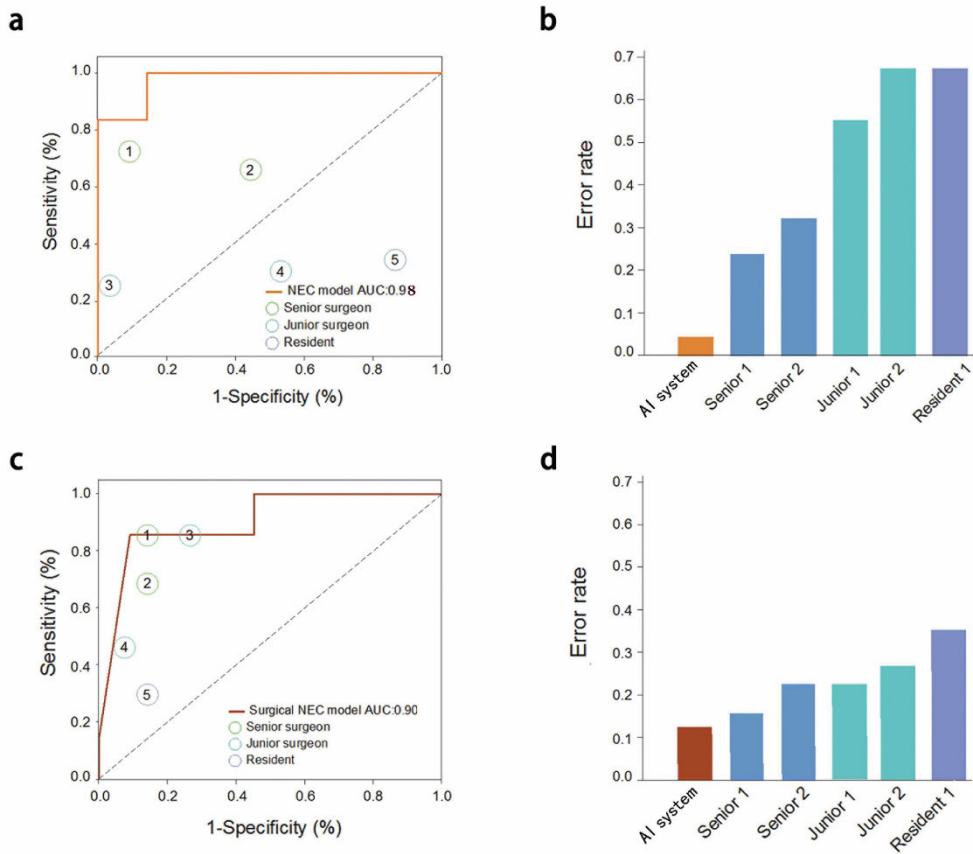 a
1.0
0.8
0.6
0.4
0.2
0.0
Sensitivity (%)
1
2
3
4
5
NEC model AUC:0.98
Senior surgeon
Junior surgeon
Resident
0.0 0.2 0.4 0.6 0.8 1.0
1-Specificity (%)
b
0.7
0.6
0.5
0.4
0.3
0.2
0.1
0.0
Error rate
AI system Senior 1 Senior 2 Junior 1 Junior 2 Resident 1
c
1.0
0.8
0.6
0.4
0.2
0.0
Sensitivity (%)
1
3
2
4
5
Surgical NEC model AUC:0.90
Senior surgeon
Junior surgeon
Resident
0.0 0.2 0.4 0.6 0.8 1.0
1-Specificity (%)
d
0.7
0.6
0.5
0.4
0.3
0.2
0.1
0.0
Error rate
AI system Senior 1 Senior 2 Junior 1 Junior 2 Resident 1